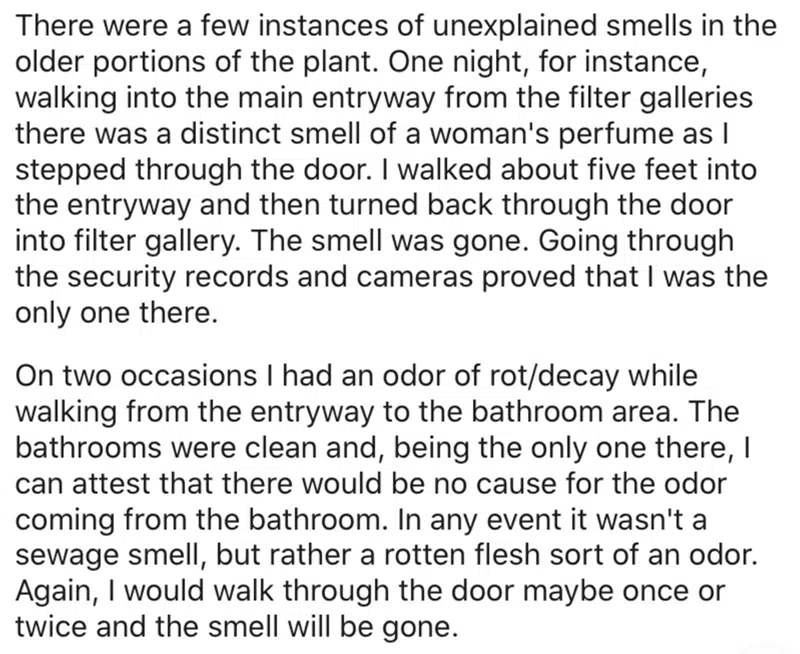 There were a few instances of unexplained smells in the
older portions of the plant. One night, for instance,
walking into the main entryway from the filter galleries
there was a distinct smell of a woman's perfume as I
stepped through the door. I walked about five feet into
the entryway and then turned back through the door
into filter gallery. The smell was gone. Going through
the security records and cameras proved that I was the
only one there.
On two occasions I had an odor of rot/decay while
walking from the entryway to the bathroom area. The
bathrooms were clean and, being the only one there, I
can attest that there would be no cause for the odor
coming from the bathroom. In any event it wasn't a
sewage smell, but rather a rotten flesh sort of an odor.
Again, I would walk through the door maybe once or
twice and the smell will be gone.